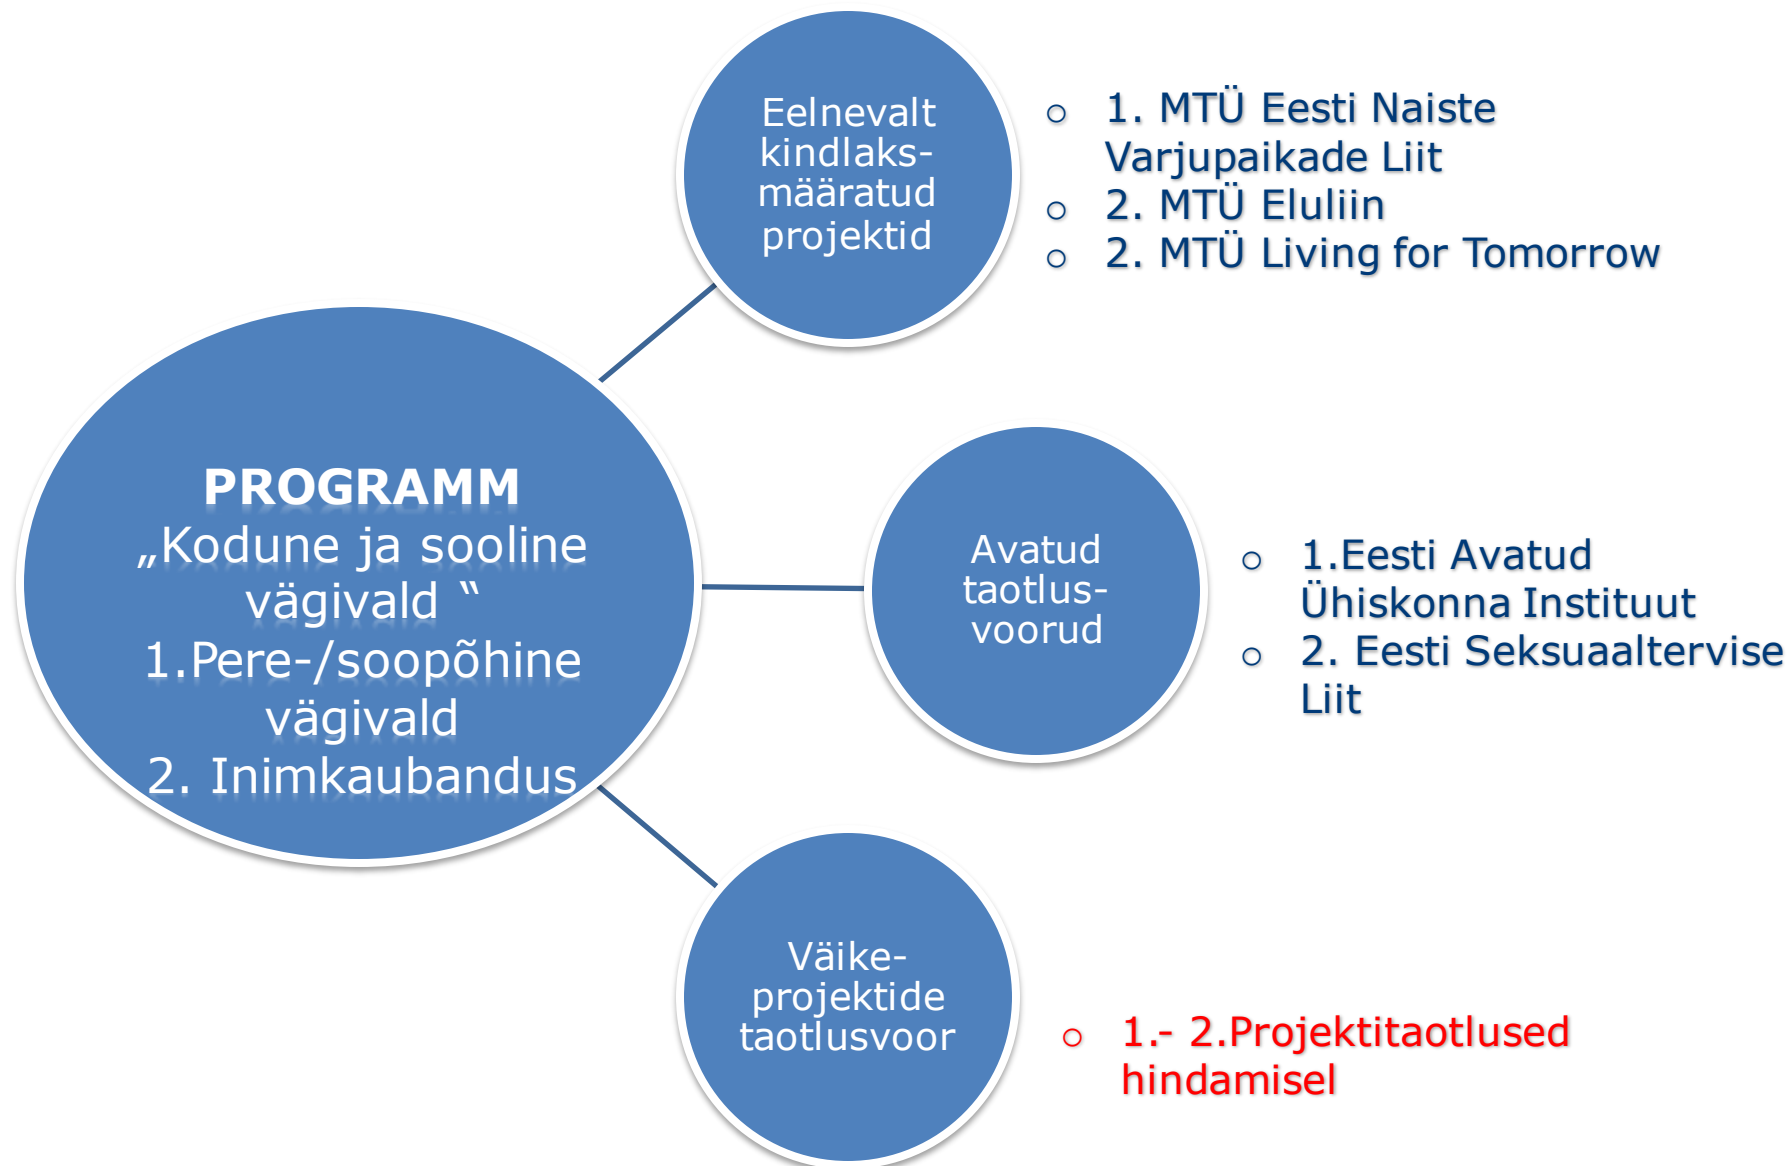 PROGRAMM
„Kodune ja sooline
vägivald “
1.Pere-/soopõhine
vägivald
2. Inimkaubandus
Eelnevalt
kindlaks-
määratud
projektid
o 1. MTÜ Eesti Naiste
Varjupaikade Liit
o 2. MTÜ Eluliin
o 2. MTÜ Living for Tomorrow
Avatud
taotlus-
voorud
o 1.Eesti Avatud
Ühiskonna Instituut
o 2. Eesti Seksuaaltervise
Liit
Väike-
projektide
taotlusvoor
o 1.- 2.Projektitaotlused
hindamisel